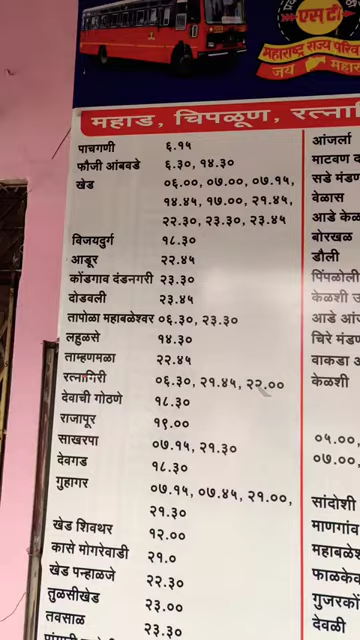 एसटी
महाराष्ट्र राज्य परिव
जय महारा
महाड, चिपळूण, रत्ना
पाचगणी ६.१५
फौजी आंबवडे ६.३०, १४.३०
खेड ०६.००, ०७.००, ०७.१५,
१४.४५, १७.००, २१.४५,
२२.३०, २३.३०, २३.४५
विजयदुर्ग १८.३०
आडूर २२.४५
कोंडगाव दंडनगरी २३.३०
दोडवली २३.४५
तापोळा महाबळेश्वर ०६.३०, २३.३०
लहुळसे १४.३०
ताम्हणमळा २२.४५
रत्नागिरी ०६.३०, २१.४५, २२.००
देवाची गोठणे १८.३०
राजापूर १९.००
साखरपा ०७.१५, २१.३०
देवगड १८.३०
गुहागर ०७.१५, ०७.४५, २१.००,
२१.३०
खेड शिवथर १२.००
कासे मोगरेवाडी २१.०
खेड पन्हाळजे २२.३०
तुळसीखेड २३.००
तवसाळ २३.३०
आंजर्ला
माटवण द
सडे मंडण
वेळास
आडे केळ
बोरखळ
डौली
पिंपळोली
केळशी उ
आडे आंज
चिरे मंडण
वाकडा अ
केळशी
०५.००,
०७.००,
सांदोशी
माणगांव
महाबळेश
फाळकेव
गुजरकों
देवळी